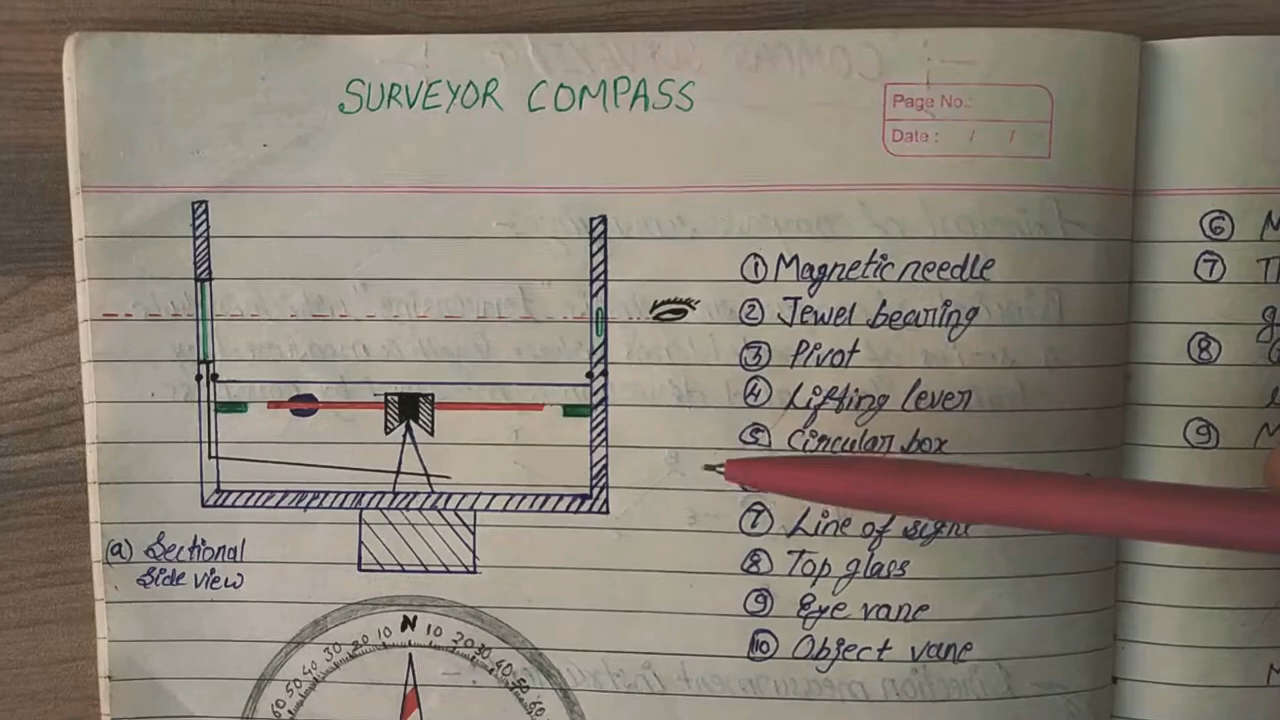 SURVEYOR COMPASS
Page No.:
Date : / /
① Magnetic needle
② Jewel bearing
③ Pivot
④ Lifting lever
⑤ Circular box
⑦ Line of sight
⑧ Top glass
⑨ Eye vane
⑩ Object vane
(a) Sectional
Side view
60 50 40 30 20 10 N 10 20 30 40 50 60
⑥
⑦
⑧
⑨